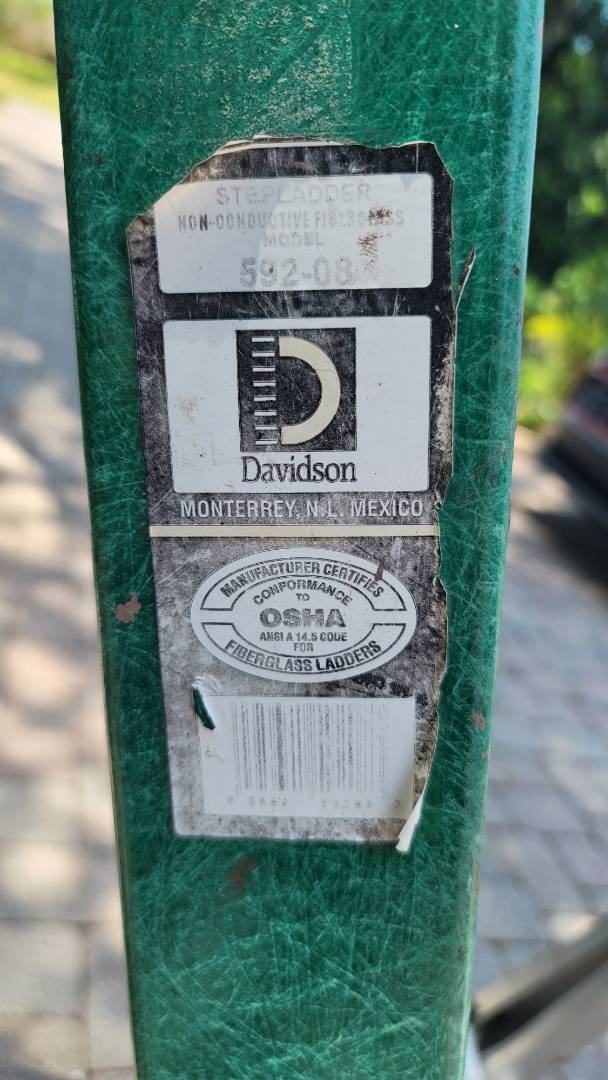 STEPLADDER
NON-CONDUCTIVE FIBERGLASS
MODEL
592-08
Davidson
MONTERREY, N.L. MEXICO
MANUFACTURER CERTIFIES
CONFORMANCE
TO
OSHA
ANSI A 14.5 CODE
FOR
FIBERGLASS LADDERS